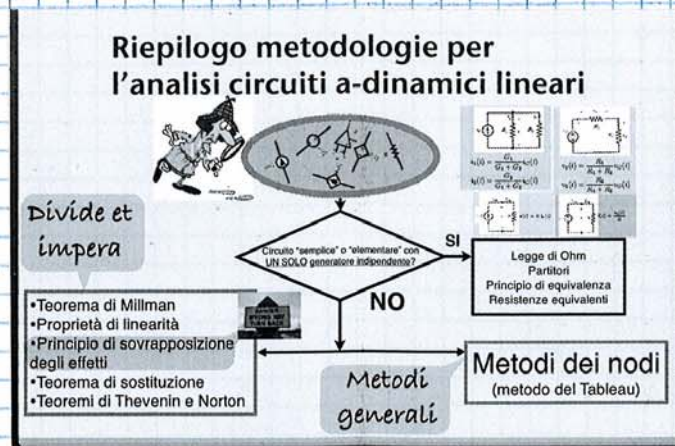 Riepilogo metodologie per
l'analisi circuiti a-dinamici lineari
Divide et
impera
Circuito "semplice" o "elementare" con
UN SOLO generatore indipendente?
SI
Legge di Ohm
Partitori
Principio di equivalenza
Resistenze equivalenti
NO
•Teorema di Millman
•Proprietà di linearità
•Principio di sovrapposizione
degli effetti
•Teorema di sostituzione
•Teoremi di Thevenin e Norton
Metodi
generali
Metodi dei nodi
(metodo del Tableau)